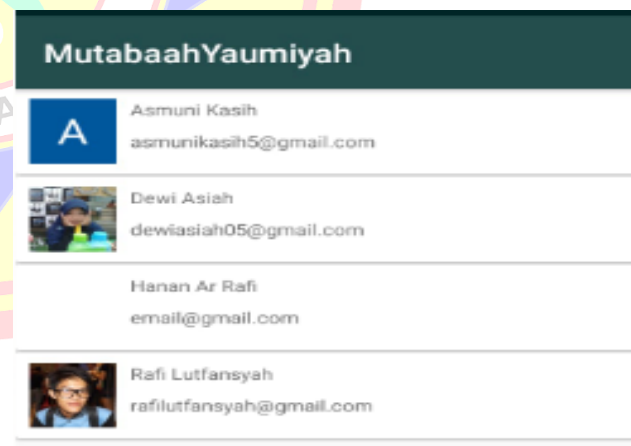 MutabaahYaumiyah
A
Asmuni Kasih
asmunikasih5@gmail.com
Dewi Asiah
dewiasiah05@gmail.com
Hanan Ar Rafi
email@gmail.com
Rafi Lutfansyah
rafilutfansyah@gmail.com